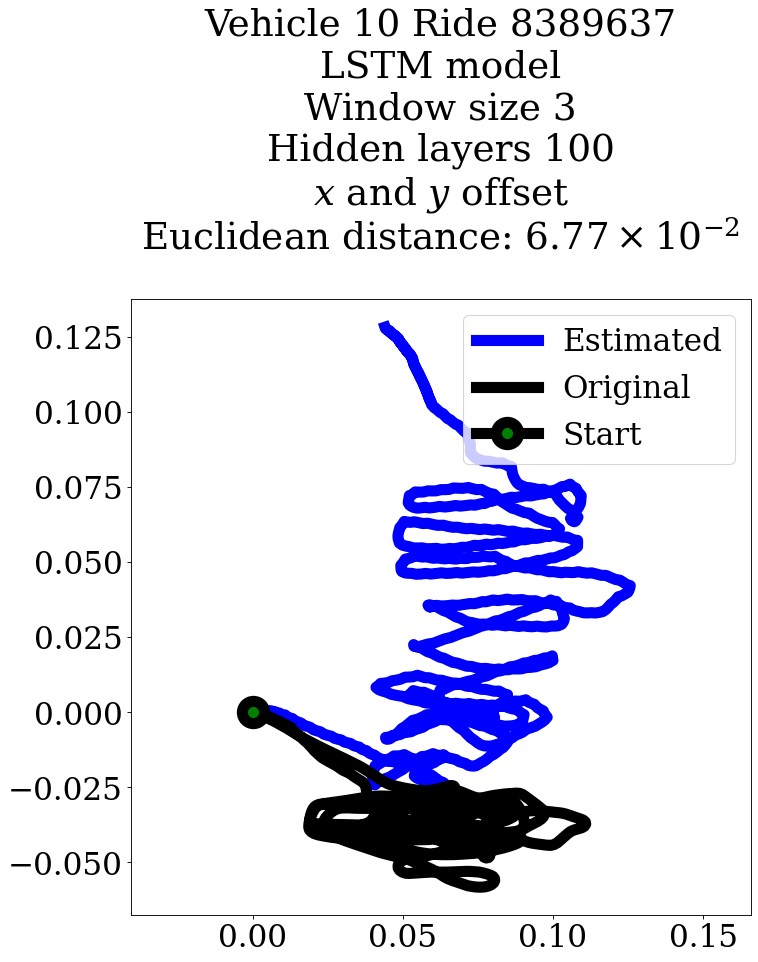 Vehicle 10 Ride 8389637
LSTM model
Window size 3
Hidden layers 100
x and y offset
Euclidean distance: 6.77 × 10⁻²
Estimated
Original
Start
0.125
0.100
0.075
0.050
0.025
0.000
−0.025
−0.050
0.00 0.05 0.10 0.15